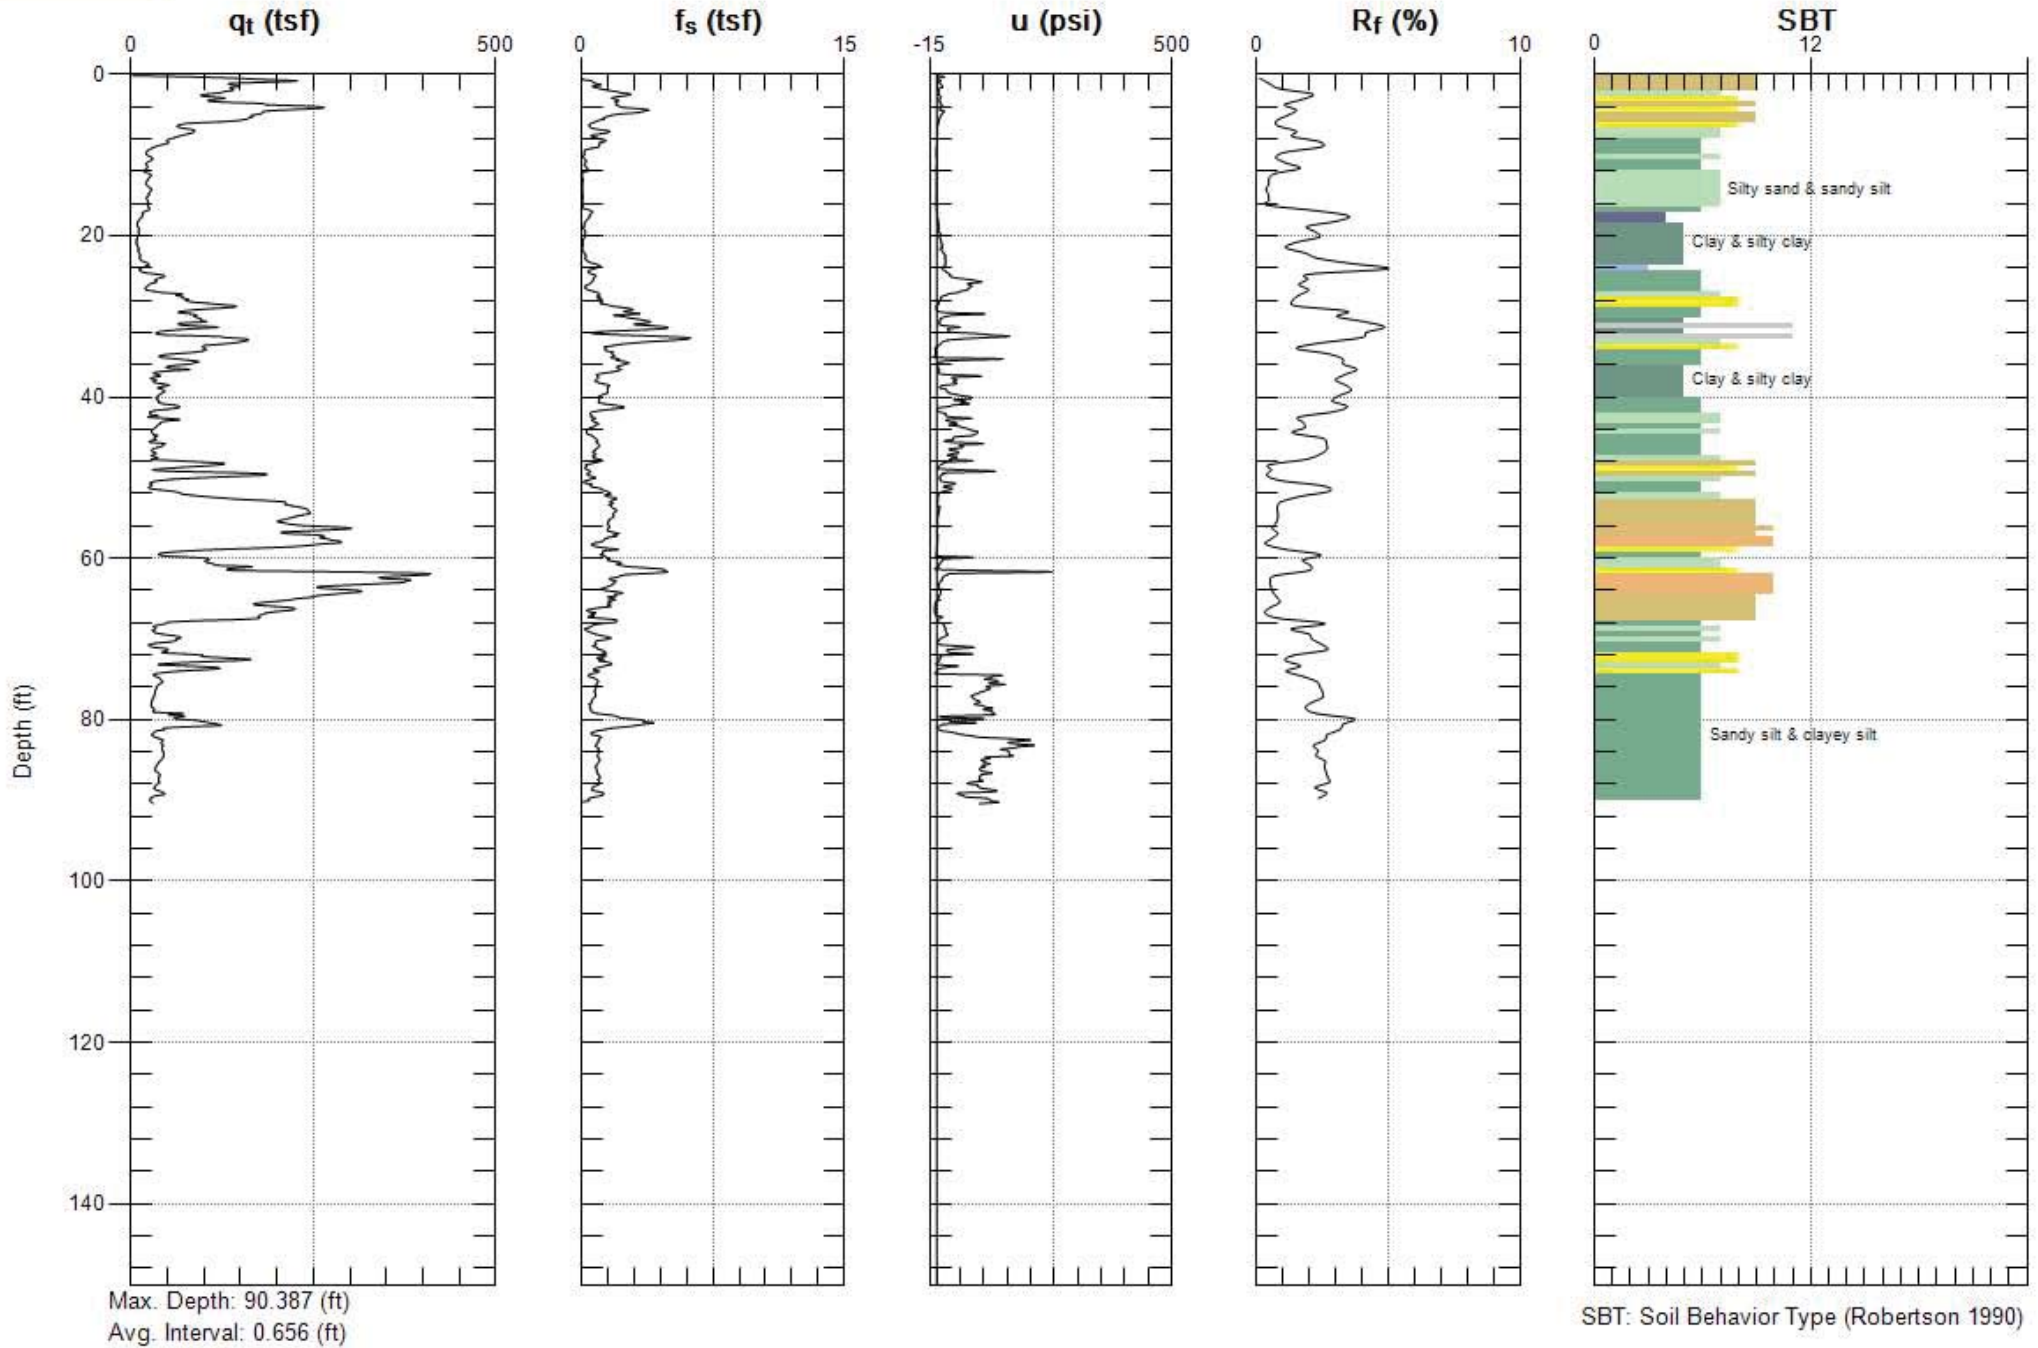 qt (tsf) fs (tsf) u (psi) Rf (%) SBT
0 500 0 15 -15 500 0 10 0 12
0
Silty sand & sandy silt
20
Clay & silty clay
Clay & silty clay
40
60
Depth (ft)
80
Sandy silt & clayey silt
100
120
140
Max. Depth: 90.387 (ft)
Avg. Interval: 0.656 (ft)
SBT: Soil Behavior Type (Robertson 1990)